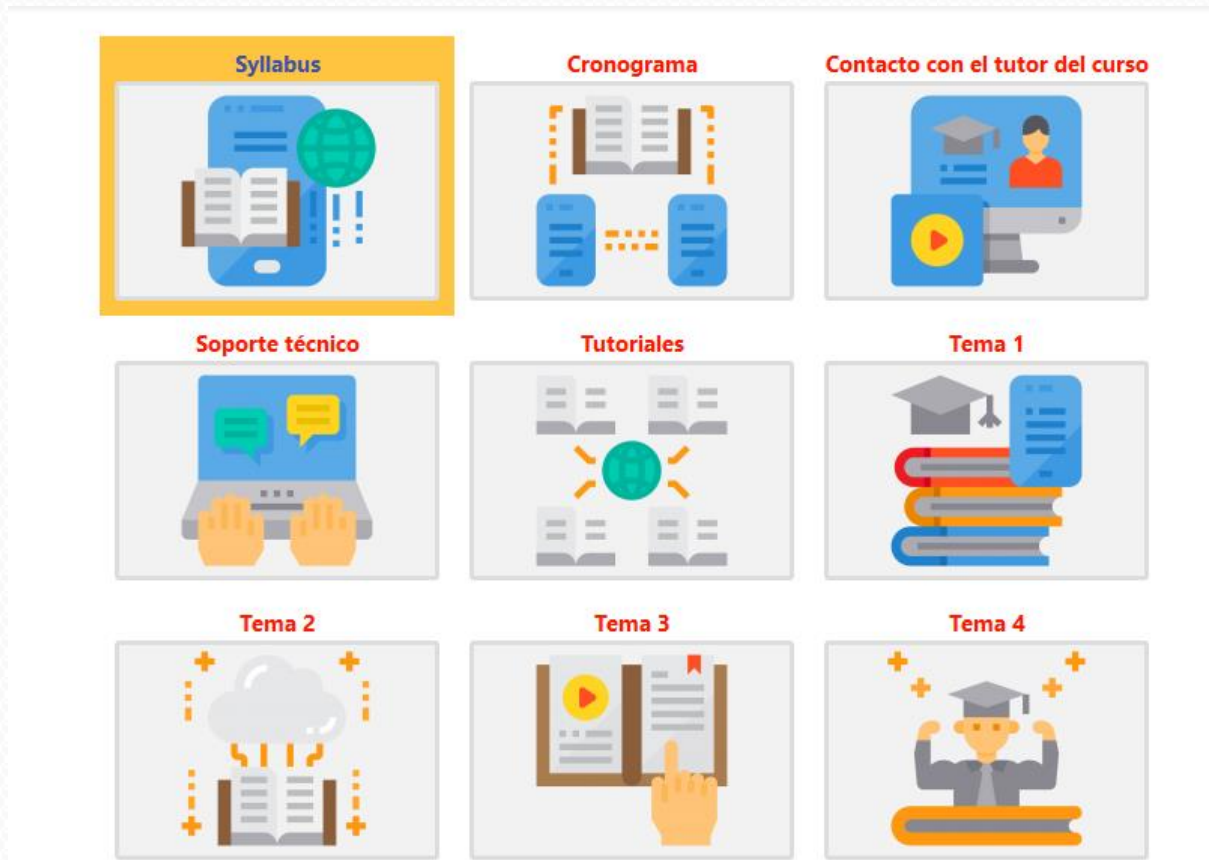 Syllabus
Cronograma
Contacto con el tutor del curso
Soporte técnico
Tutoriales
Tema 1
Tema 2
Tema 3
Tema 4